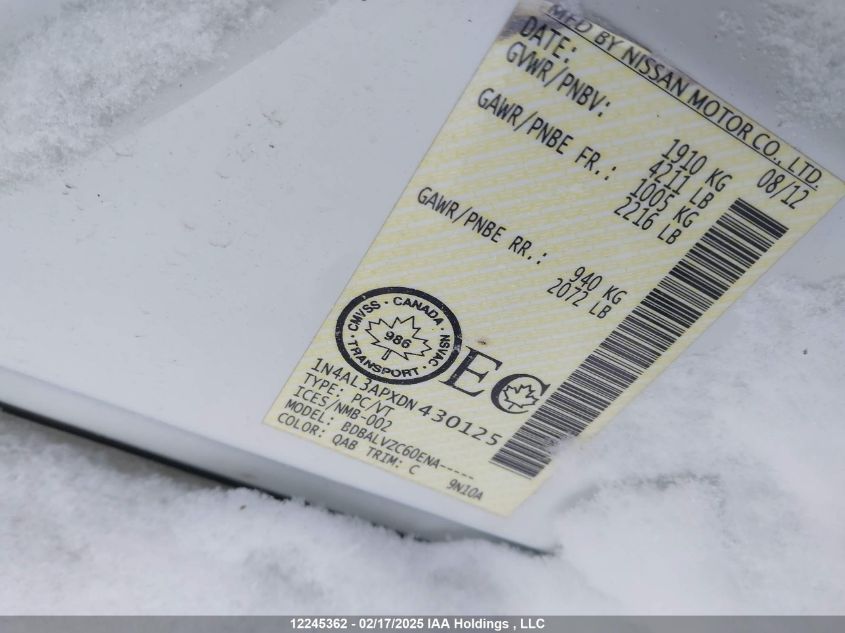 MFD BY NISSAN MOTOR CO., LTD.
DATE: 08/12
GVWR/PNBV: 1910 KG
4211 LB
GAWR/PNBE FR.: 1005 KG
2216 LB
GAWR/PNBE RR.: 940 KG
2072 LB
CMVSS · CANADA · NSVAC · TRANSPORT ·
986
EC
1N4AL3APXDN430125
TYPE: PC/VT
ICES/NMB-002
MODEL: BDBALVZC60ENA-----
COLOR: QAB TRIM: C 9N10A
12245362 - 02/17/2025 IAA Holdings , LLC